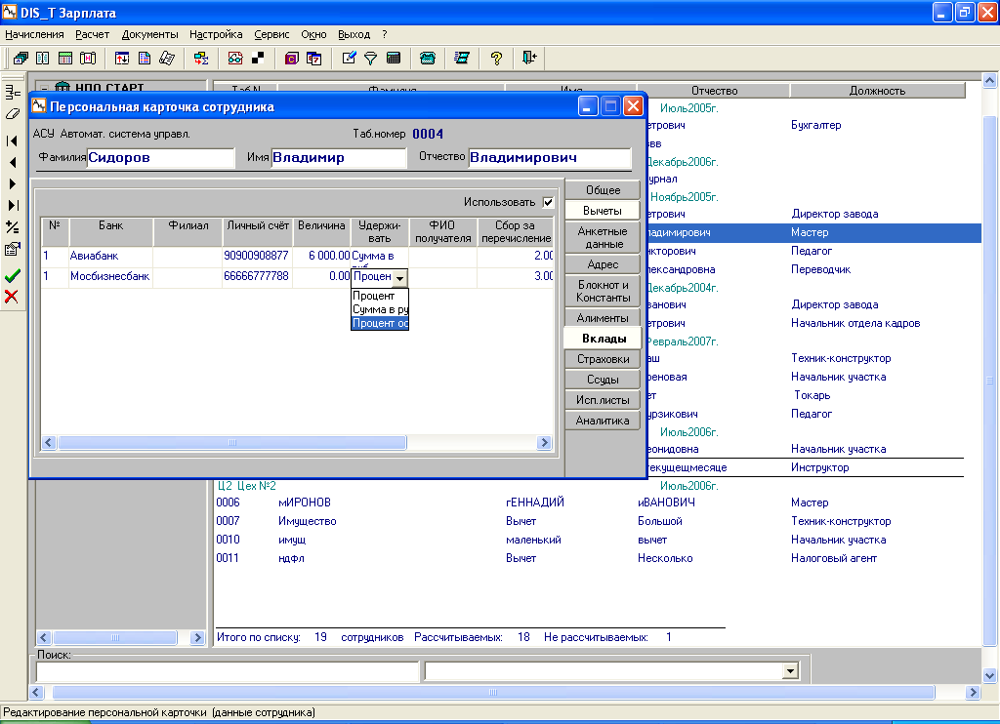 DIS_T Зарплата
Начисления Расчет Документы Настройка Сервис Окно Выход ?
НПО СТАРТ
Таб.N Фамилия Имя Отчество Должность
Персональная карточка сотрудника
АСУ Автомат. система управл. Таб.номер 0004
Фамилия Сидоров Имя Владимир Отчество Владимирович
Использовать
№ Банк Филиал Личный счёт Величина Удержи-вать ФИО получателя Сбор за перечисление
1 Авиабанк 90900908877 6 000.00 Сумма в 2.00
1 Мосбизнесбанк 66666777788 0.00 Процен 3.00
Процент
Сумма в ру
Процент ос
Общее
Вычеты
Анкетные
данные
Адрес
Блокнот и
Константы
Алименты
Вклады
Страховки
Ссуды
Исп.листы
Аналитика
Июль2005г.
етрович Бухгалтер
вв
Декабрь2006г.
урнал
Ноябрь2005г.
етрович Директор завода
ладимирович Мастер
икторович Педагог
лександровна Переводчик
Декабрь2004г.
ванович Директор завода
етрович Начальник отдела кадров
Февраль2007г.
аш Техник-конструктор
реновая Начальник участка
ет Токарь
урзикович Педагог
Июль2006г.
еонидовна Начальник участка
текущемщесяце Инструктор
Ц2 Цех №2 Июль2006г.
0006 мИРОНОВ гЕННАДИЙ иВАНОВИЧ Мастер
0007 Имущество Вычет Большой Техник-конструктор
0010 имущ маленький вычет Начальник участка
0011 ндфл Вычет Несколько Налоговый агент
Итого по списку: 19 сотрудников Рассчитываемых: 18 Не рассчитываемых: 1
Поиск:
Редактирование персональной карточки (данные сотрудника)